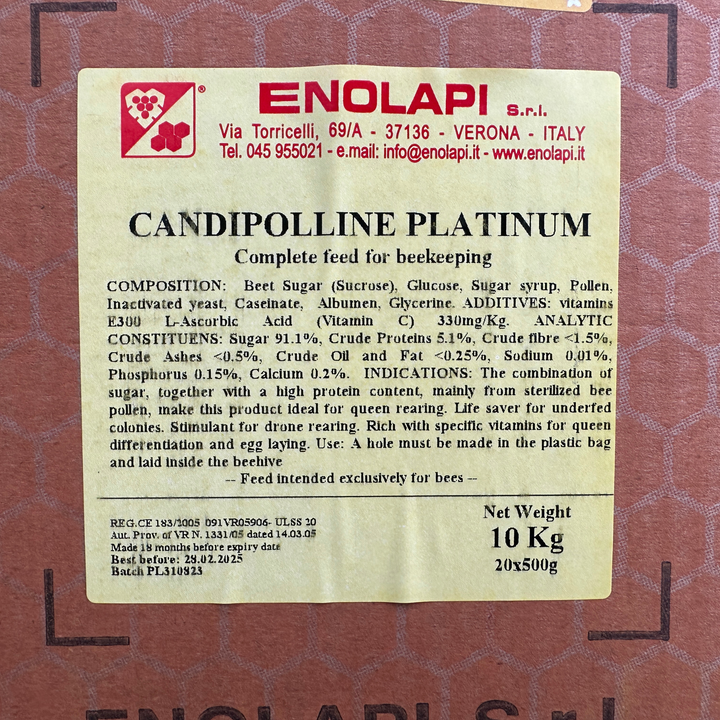 ENOLAPI S.r.l.
Via Torricelli, 69/A - 37136 - VERONA - ITALY
Tel. 045 955021 - e.mail: info@enolapi.it - www.enolapi.it
CANDIPOLLINE PLATINUM
Complete feed for beekeeping
COMPOSITION: Beet Sugar (Sucrose), Glucose, Sugar syrup, Pollen,
Inactivated yeast, Caseinate, Albumen, Glycerine. ADDITIVES: vitamins
E300 L-Ascorbic Acid (Vitamin C) 330mg/Kg. ANALYTIC
CONSTITUENS: Sugar 91.1%, Crude Proteins 5.1%, Crude fibre <1.5%,
Crude Ashes <0.5%, Crude Oil and Fat <0.25%, Sodium 0.01%,
Phosphorus 0.15%, Calcium 0.2%. INDICATIONS: The combination of
sugar, together with a high protein content, mainly from sterilized bee
pollen, make this product ideal for queen rearing. Life saver for underfed
colonies. Stimulant for drone rearing. Rich with specific vitamins for queen
differentiation and egg laying. Use: A hole must be made in the plastic bag
and laid inside the beehive
-- Feed intended exclusively for bees --
REG.CE 183/2005 091VR05906- ULSS 20
Aut. Prov. of VR N. 1331/05 dated 14.03.05
Made 18 months before expiry date
Best before: 28.02.2025
Batch PL310823
Net Weight
10 Kg
20x500g
ENOLAPI S.r.l.